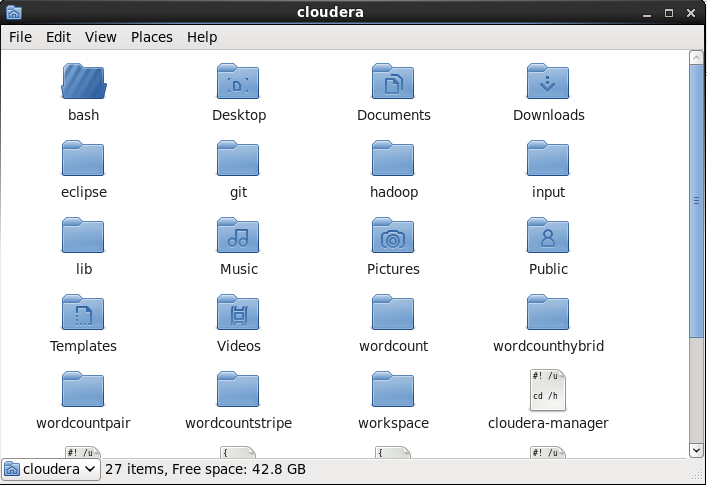 cloudera
File Edit View Places Help
bash Desktop Documents Downloads
eclipse git hadoop input
lib Music Pictures Public
Templates Videos wordcount wordcounthybrid
#! /u
cd /h
wordcountpair wordcountstripe workspace cloudera-manager
#! /u { { #! /u
cloudera 27 items, Free space: 42.8 GB